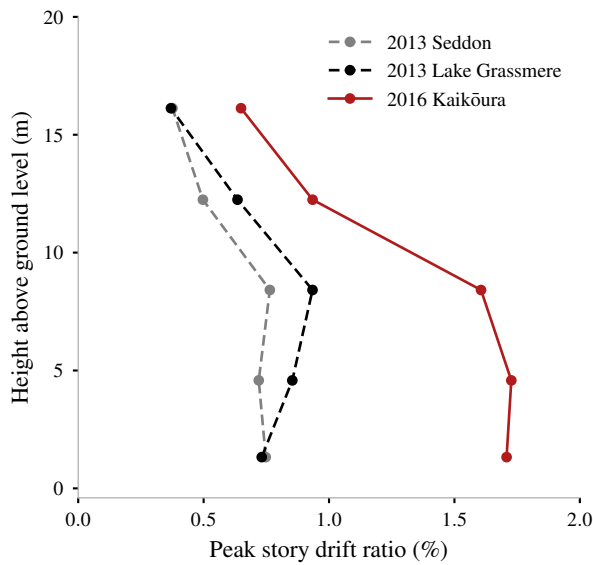 20
2013 Seddon
2013 Lake Grassmere
2016 Kaikōura
15
10
5
0
Height above ground level (m)
0.0 0.5 1.0 1.5 2.0
Peak story drift ratio (%)